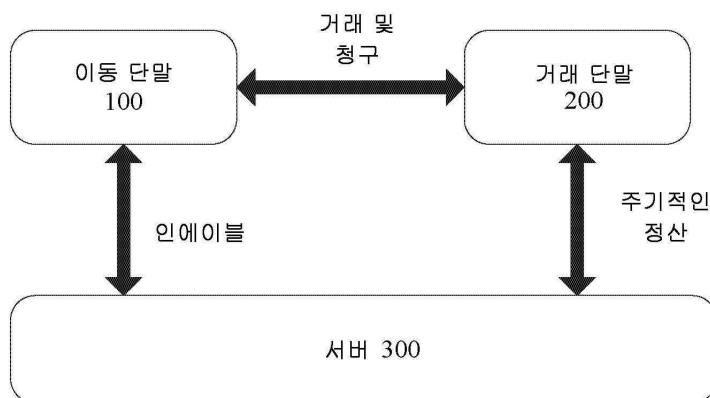 거래 및
청구
이동 단말
100
거래 단말
200
인에이블
주기적인
정산
서버 300